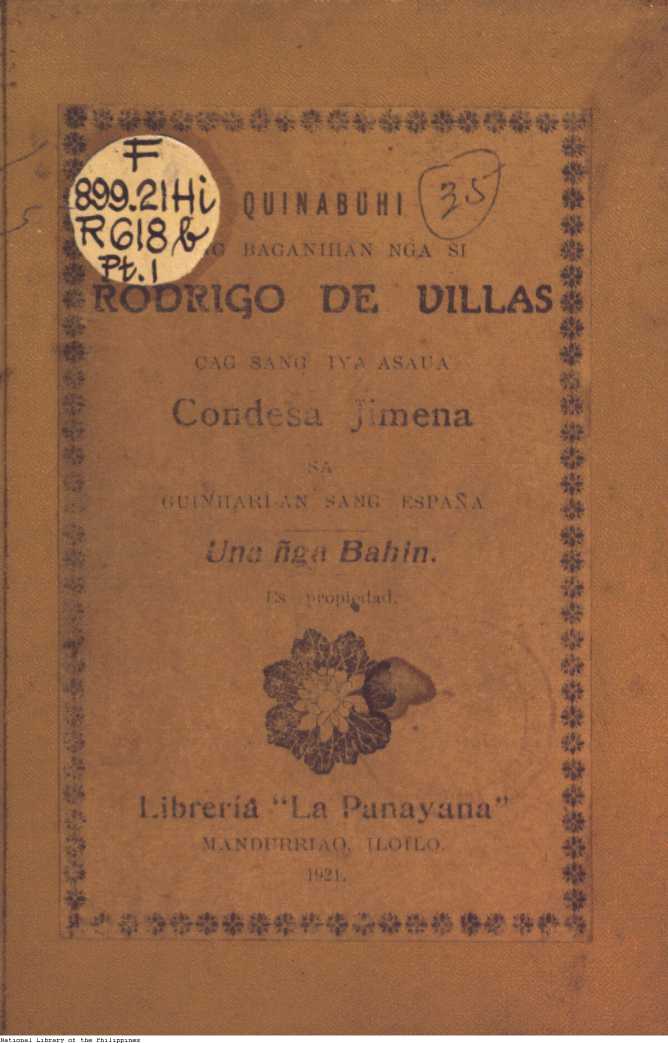 F
899.21Hi
R618b
Pt.1
35
QUINABUHI
BAGANIHAN NGA SI
RODRIGO DE VILLAS
CAG SANG IYA ASAUA
Condesa Jimena
SA
GUINHARI-AN SANG ESPAÑA
Una ñga Bahin.
Es propiedad.
Librería "La Panayana"
MANDURRIAO, ILOILO.
1921.
National Library of the Philippines